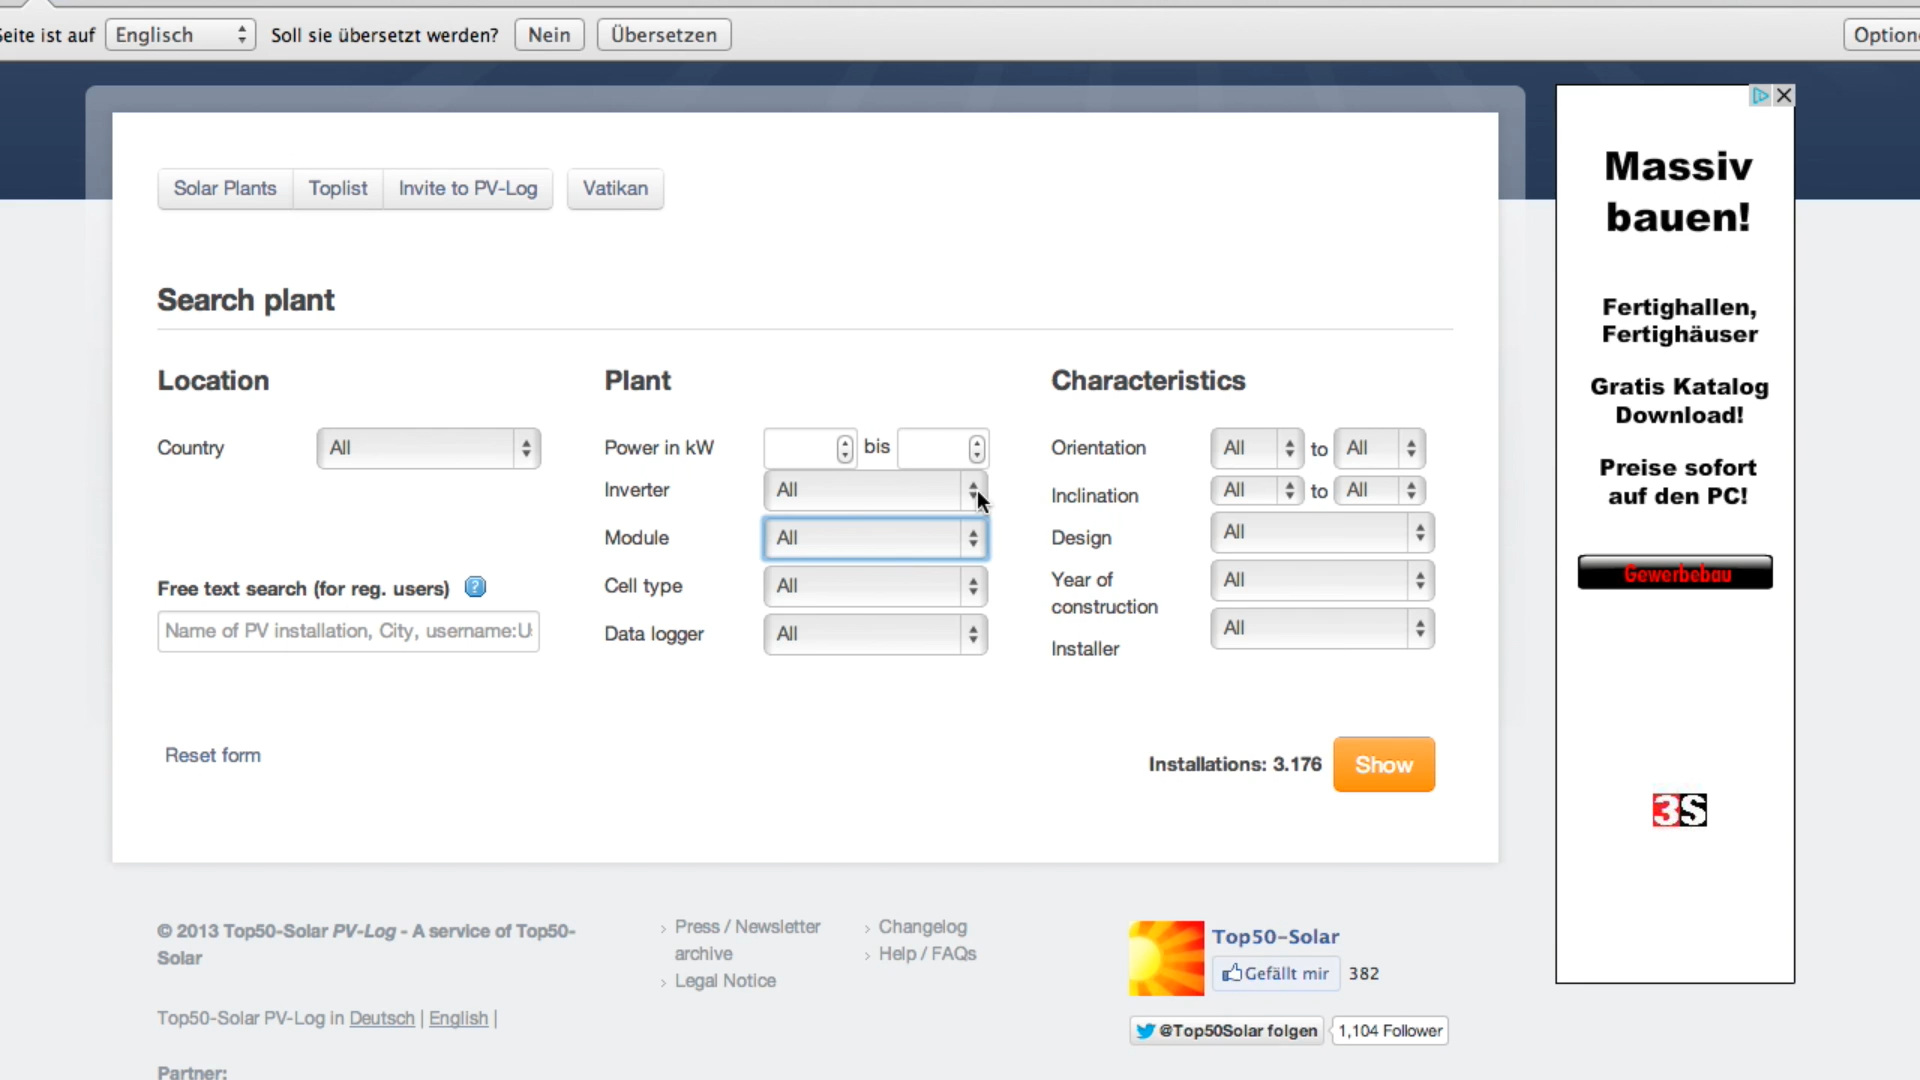 Seite ist auf Englisch Soll sie übersetzt werden? Nein Übersetzen
Solar Plants Toplist Invite to PV-Log Vatikan
Search plant
Location
Country All
Free text search (for reg. users) ?
Name of PV installation, City, username:U
Plant
Power in kW bis
Inverter All
Module All
Cell type All
Data logger All
Characteristics
Orientation All to All
Inclination All to All
Design All
Year of All
construction
Installer All
Reset form
Installations: 3.176 Show
Massiv
bauen!
Fertighallen,
Fertighäuser
Gratis Katalog
Download!
Preise sofort
auf den PC!
Gewerbebau
3S
© 2013 Top50-Solar PV-Log - A service of Top50-
Solar
Top50-Solar PV-Log in Deutsch | English |
Partner:
› Press / Newsletter
archive
› Legal Notice
› Changelog
› Help / FAQs
Top50-Solar
Gefällt mir 382
@Top50Solar folgen 1,104 Follower